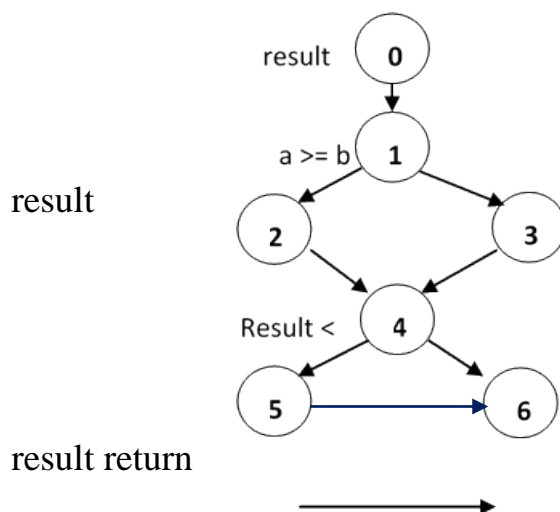 result 0
a >= b 1
result
2 3
Result < 4
5 6
result return